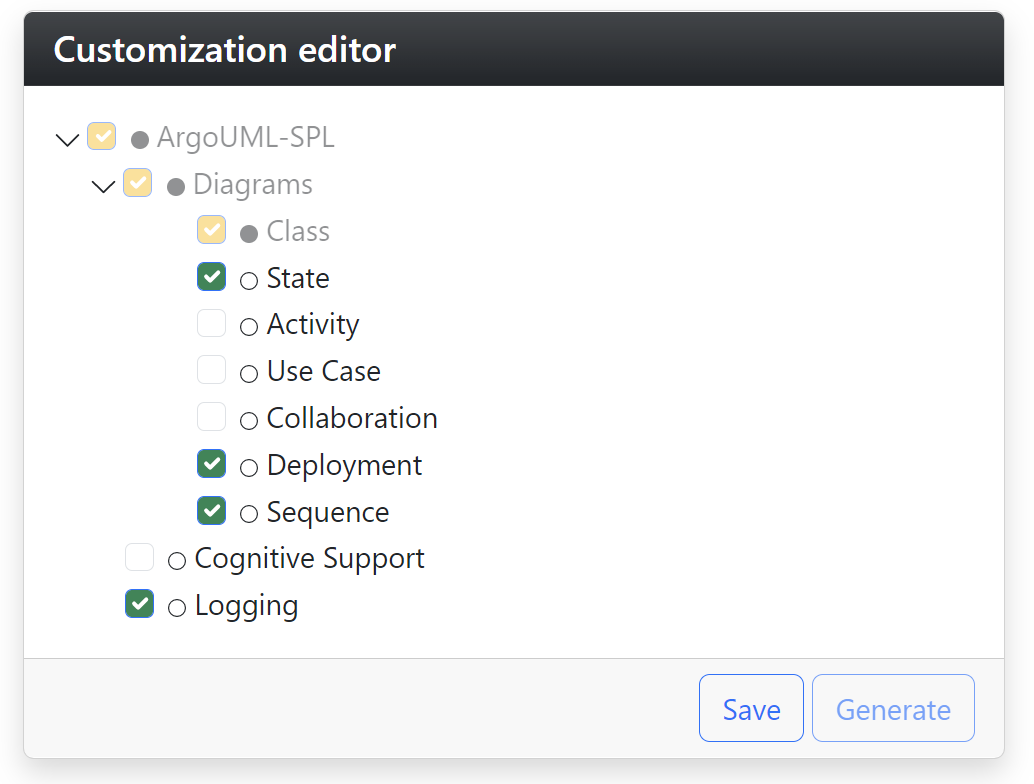 Customization editor
ArgoUML-SPL
Diagrams
Class
State
Activity
Use Case
Collaboration
Deployment
Sequence
Cognitive Support
Logging
Save Generate